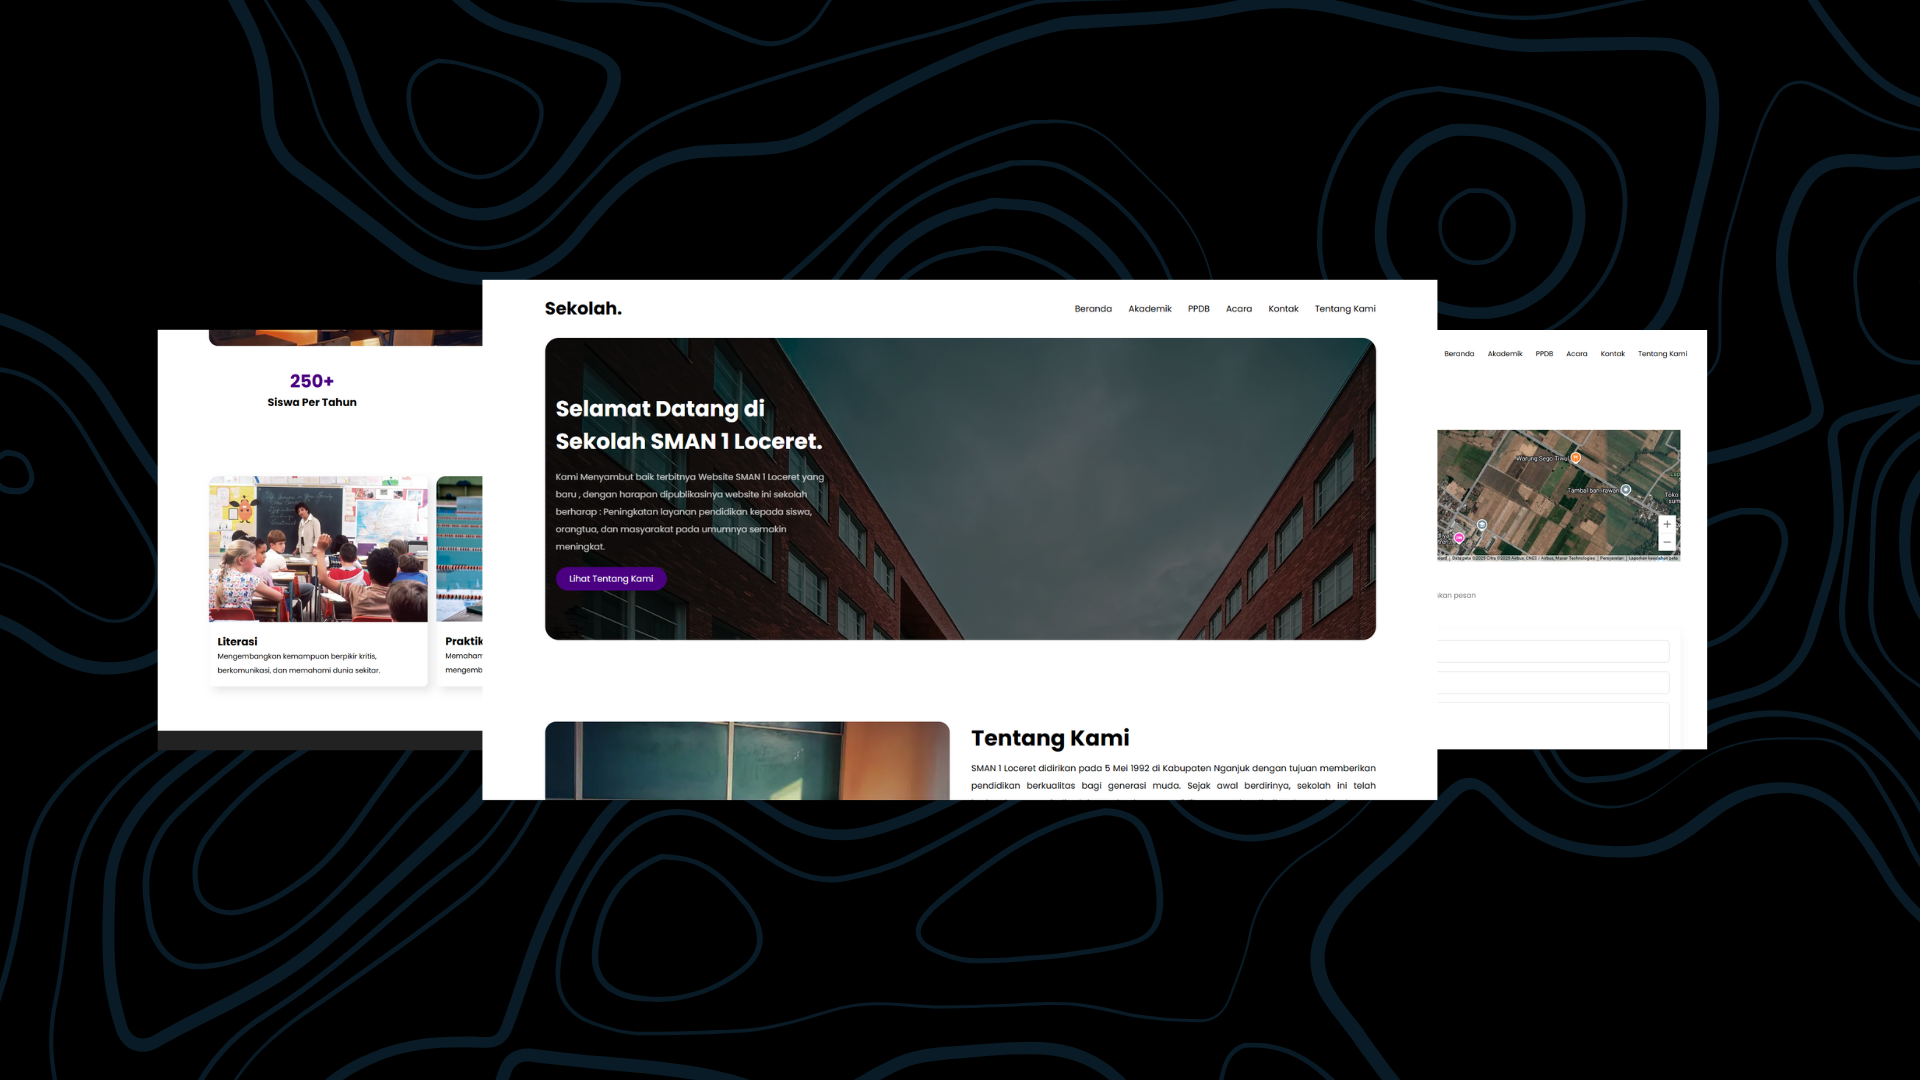 Sekolah.
Beranda Akademik PPDB Acara Kontak Tentang Kami
Selamat Datang di
Sekolah SMAN 1 Loceret.
Kami Menyambut baik terbitnya Website SMAN 1 Loceret yang
baru , dengan harapan dipublikasinya website ini sekolah
berharap : Peningkatan layanan pendidikan kepada siswa,
orangtua, dan masyarakat pada umumnya semakin
meningkat.
Lihat Tentang Kami
Tentang Kami
SMAN 1 Loceret didirikan pada 5 Mei 1992 di Kabupaten Nganjuk dengan tujuan memberikan
pendidikan berkualitas bagi generasi muda. Sejak awal berdirinya, sekolah ini telah
250+
Siswa Per Tahun
Literasi
Mengembangkan kemampuan berpikir kritis,
berkomunikasi, dan memahami dunia sekitar.
Praktik
Memaham
mengemb
Beranda Akademik PPDB Acara Kontak Tentang Kami
Warung Sego Tiwul
Tambal ban irawan
Toko
sum
kan pesan